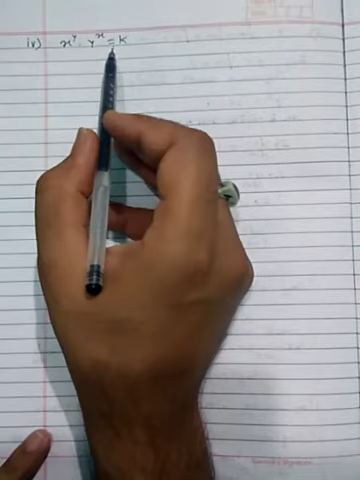 iv) x^y . y^x = k